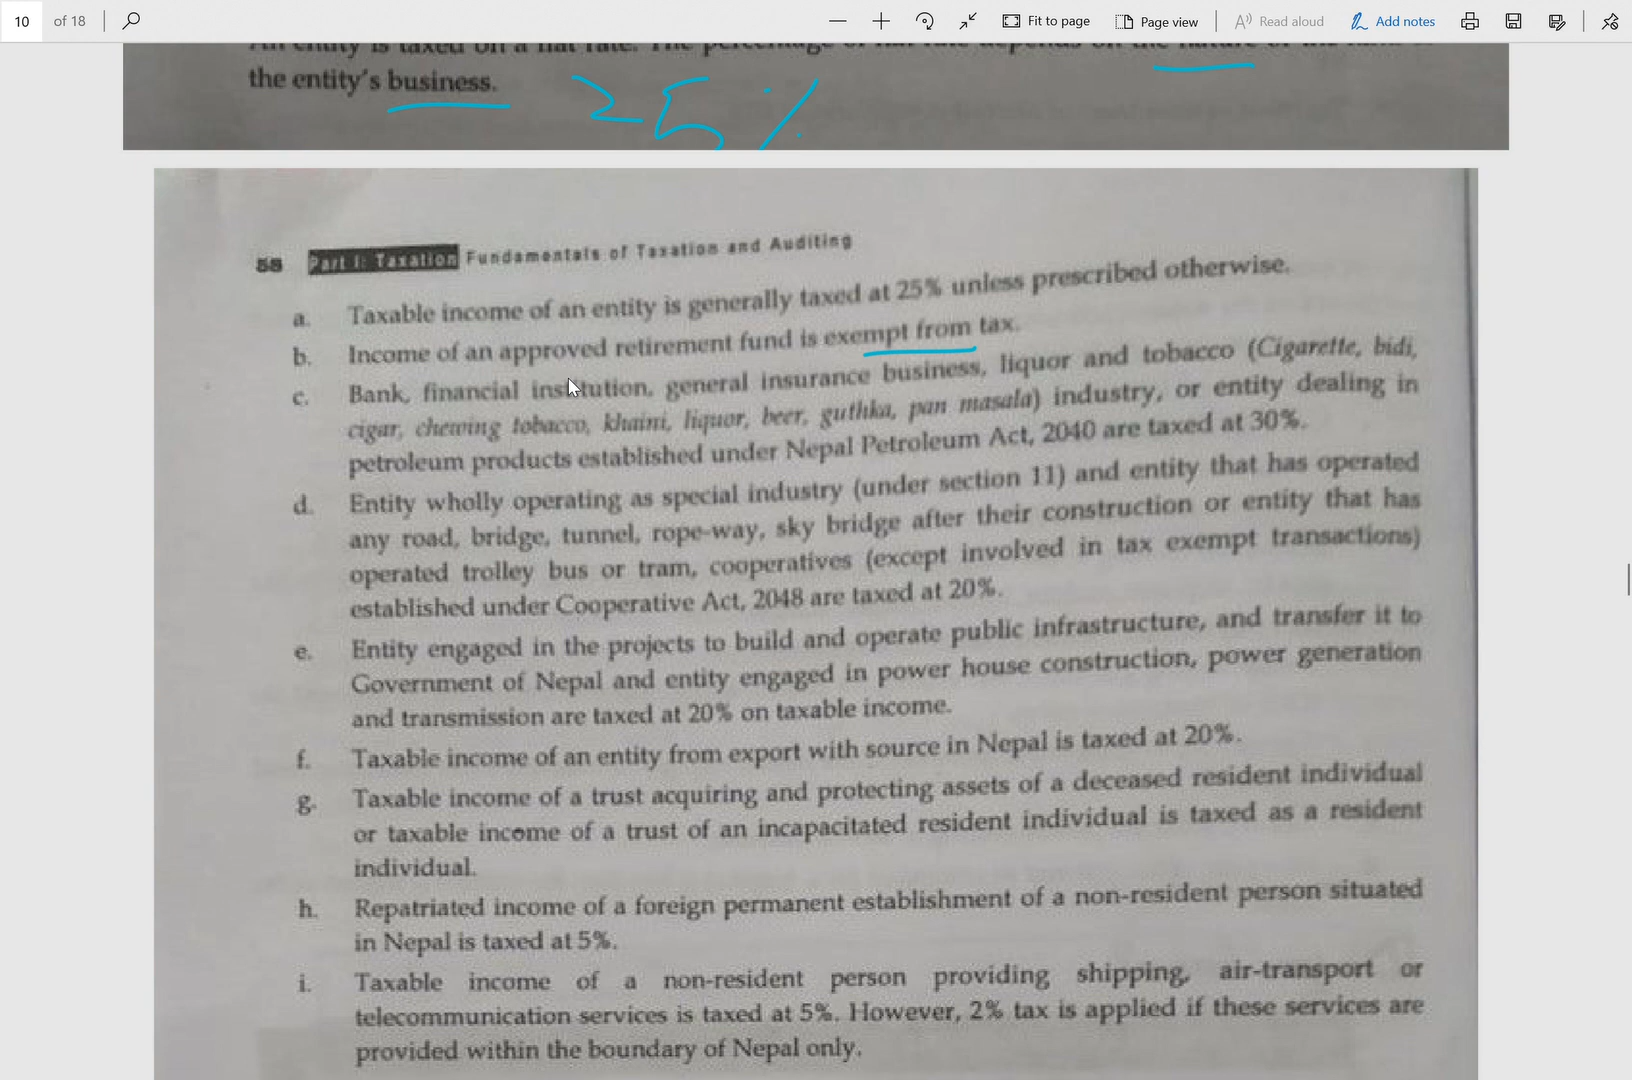 10 of 18 Fit to page Page view Read aloud Add notes
An entity is taxed on a flat rate. The percentage of
the entity's business. 25%
58 Part I: Taxation Fundamentals of Taxation and Auditing
a. Taxable income of an entity is generally taxed at 25% unless prescribed otherwise.
b. Income of an approved retirement fund is exempt from tax.
c. Bank, financial institution, general insurance business, liquor and tobacco (Cigarette, bidi,
cigar, chewing tobacco, khaini, liquor, beer, guthka, pan masala) industry, or entity dealing in
petroleum products established under Nepal Petroleum Act, 2040 are taxed at 30%.
d. Entity wholly operating as special industry (under section 11) and entity that has operated
any road, bridge, tunnel, rope-way, sky bridge after their construction or entity that has
operated trolley bus or tram, cooperatives (except involved in tax exempt transactions)
established under Cooperative Act, 2048 are taxed at 20%.
e. Entity engaged in the projects to build and operate public infrastructure, and transfer it to
Government of Nepal and entity engaged in power house construction, power generation
and transmission are taxed at 20% on taxable income.
f. Taxable income of an entity from export with source in Nepal is taxed at 20%.
g. Taxable income of a trust acquiring and protecting assets of a deceased resident individual
or taxable income of a trust of an incapacitated resident individual is taxed as a resident
individual.
h. Repatriated income of a foreign permanent establishment of a non-resident person situated
in Nepal is taxed at 5%.
i. Taxable income of a non-resident person providing shipping, air-transport or
telecommunication services is taxed at 5%. However, 2% tax is applied if these services are
provided within the boundary of Nepal only.